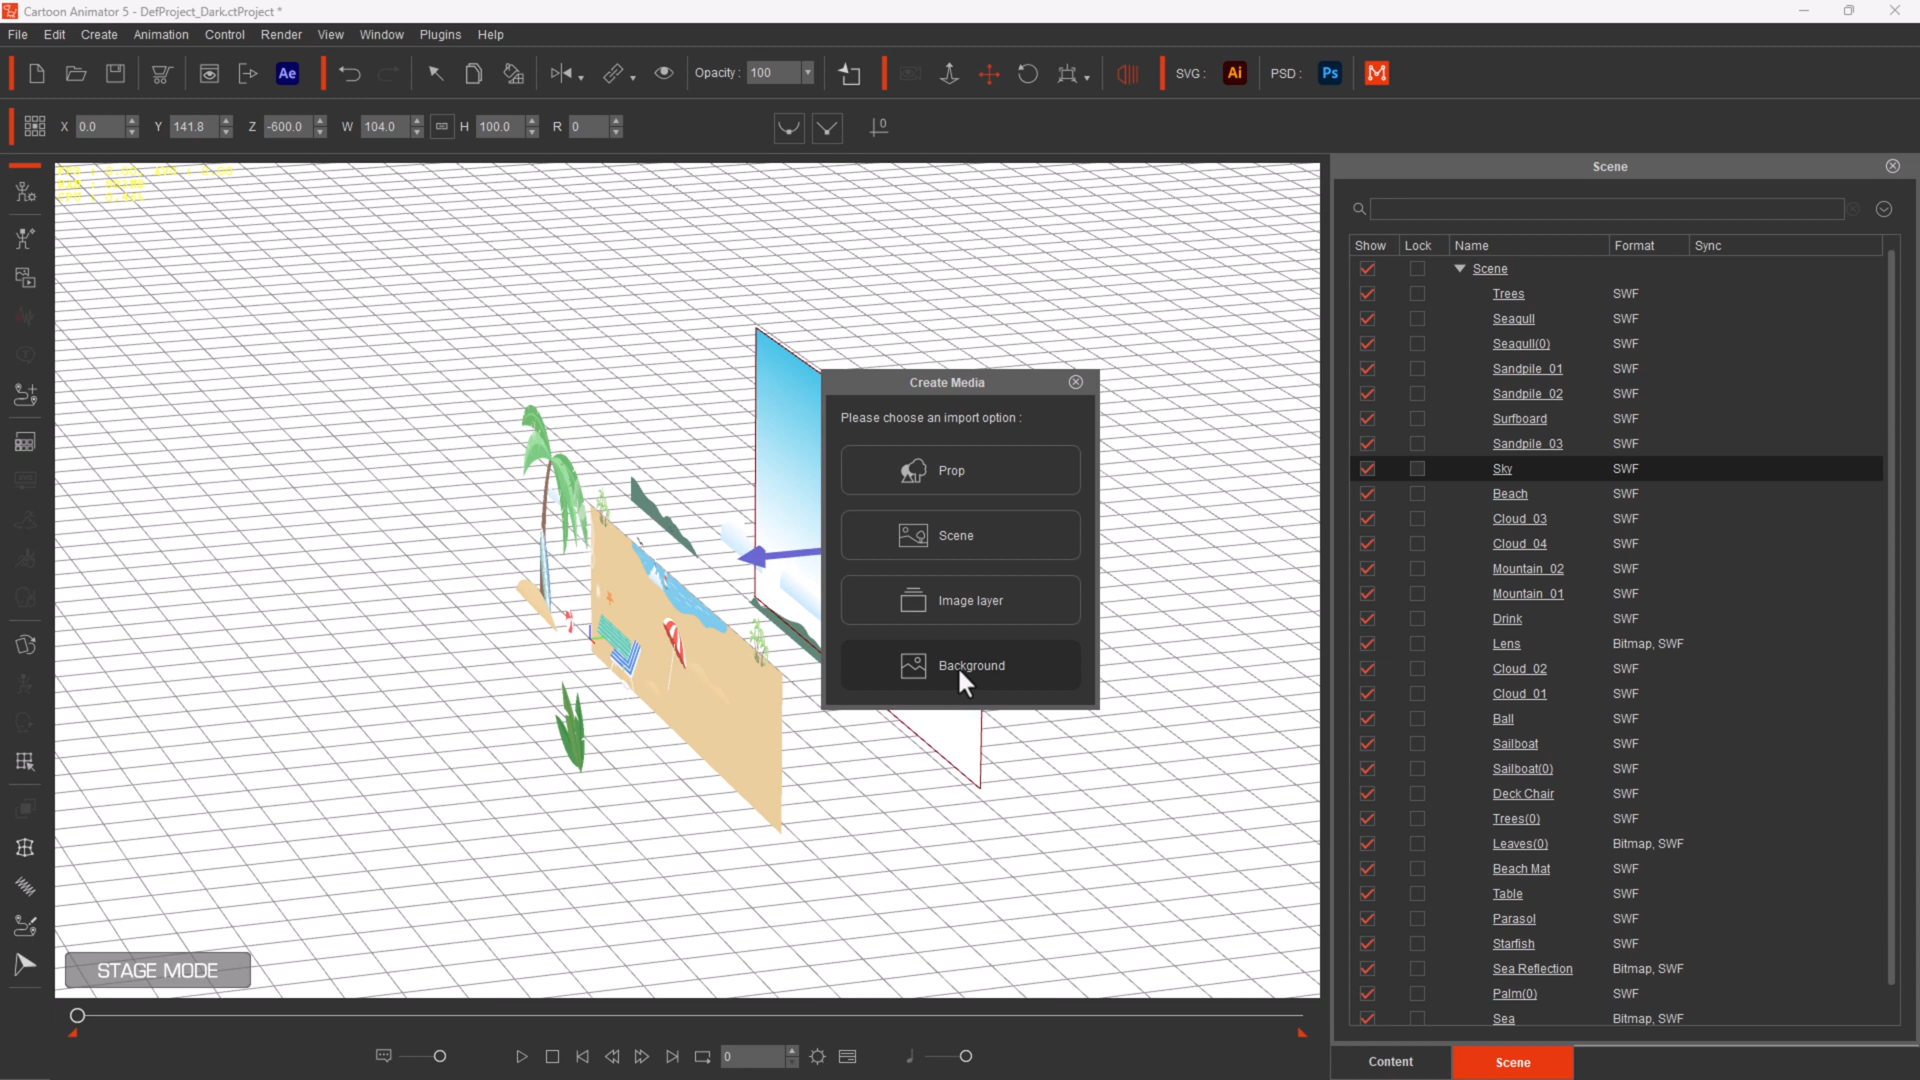 Cartoon Animator 5 - DefProject_Dark.ctProject *
File Edit Create Animation Control Render View Window Plugins Help
Ae Opacity : 100 SVG : Ai PSD : Ps
X 0.0 Y 141.8 Z -600.0 W 104.0 H 100.0 R 0 0
Scene
Show Lock Name Format Sync
Scene
Trees SWF
Seagull SWF
Seagull(0) SWF
Sandpile_01 SWF
Sandpile_02 SWF
Surfboard SWF
Sandpile_03 SWF
Sky SWF
Beach SWF
Cloud_03 SWF
Cloud_04 SWF
Mountain_02 SWF
Mountain_01 SWF
Drink SWF
Lens Bitmap, SWF
Cloud_02 SWF
Cloud_01 SWF
Ball SWF
Sailboat SWF
Sailboat(0) SWF
Deck Chair SWF
Trees(0) SWF
Leaves(0) Bitmap, SWF
Beach Mat SWF
Table SWF
Parasol SWF
Starfish SWF
Sea Reflection Bitmap, SWF
Palm(0) SWF
Sea Bitmap, SWF
Create Media
Please choose an import option :
Prop
Scene
Image layer
Background
STAGE MODE
0
Content Scene